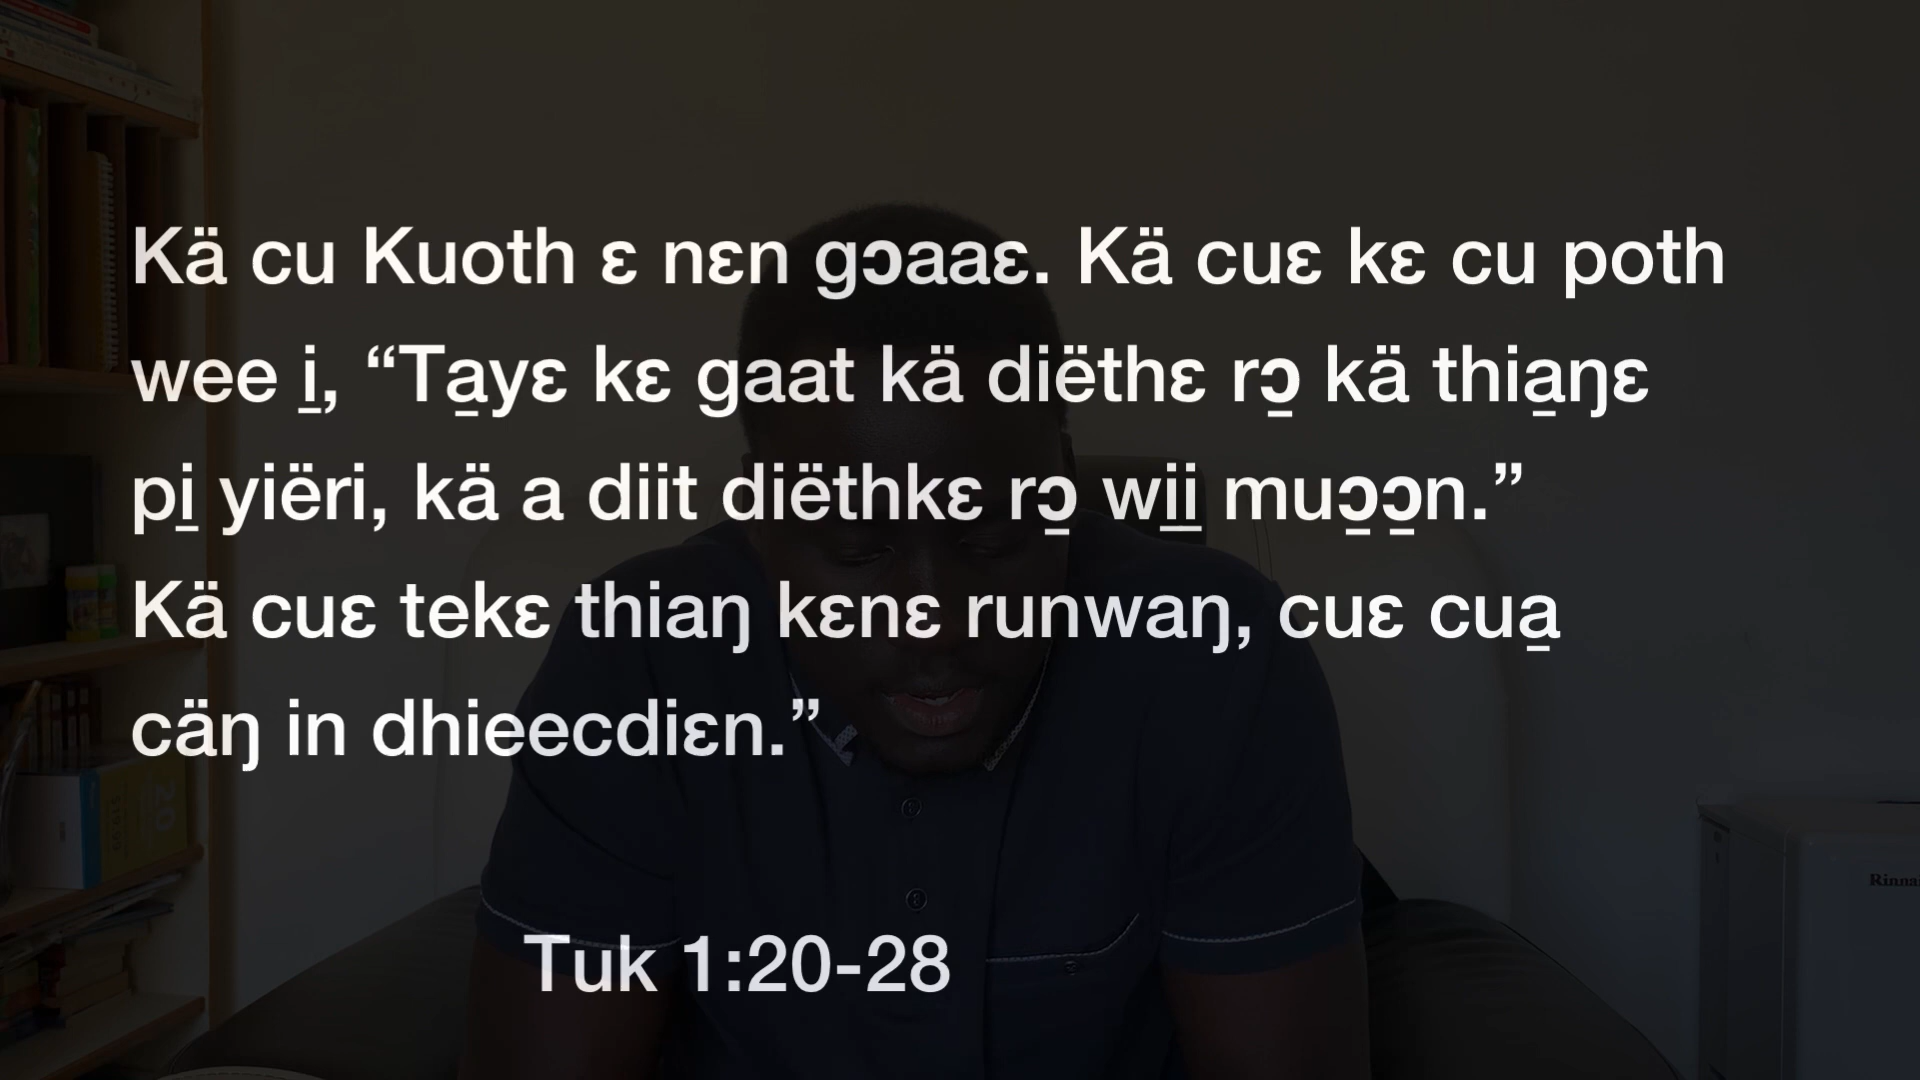 Kä cu Kuoth ɛ nɛn gɔaaɛ. Kä cuɛ kɛ cu poth
wee i̱, “Ta̱yɛ kɛ gaat kä diëthɛ rɔ̱ kä thia̱ŋɛ
pi̱ yiëri, kä a diit diëthkɛ rɔ̱ wi̱i̱ muɔ̱ɔ̱n.”
Kä cuɛ tekɛ thiaŋ kɛnɛ runwaŋ, cuɛ cua̱
cäŋ in dhieecdiɛn.”
Tuk 1:20-28
Rinnai
20